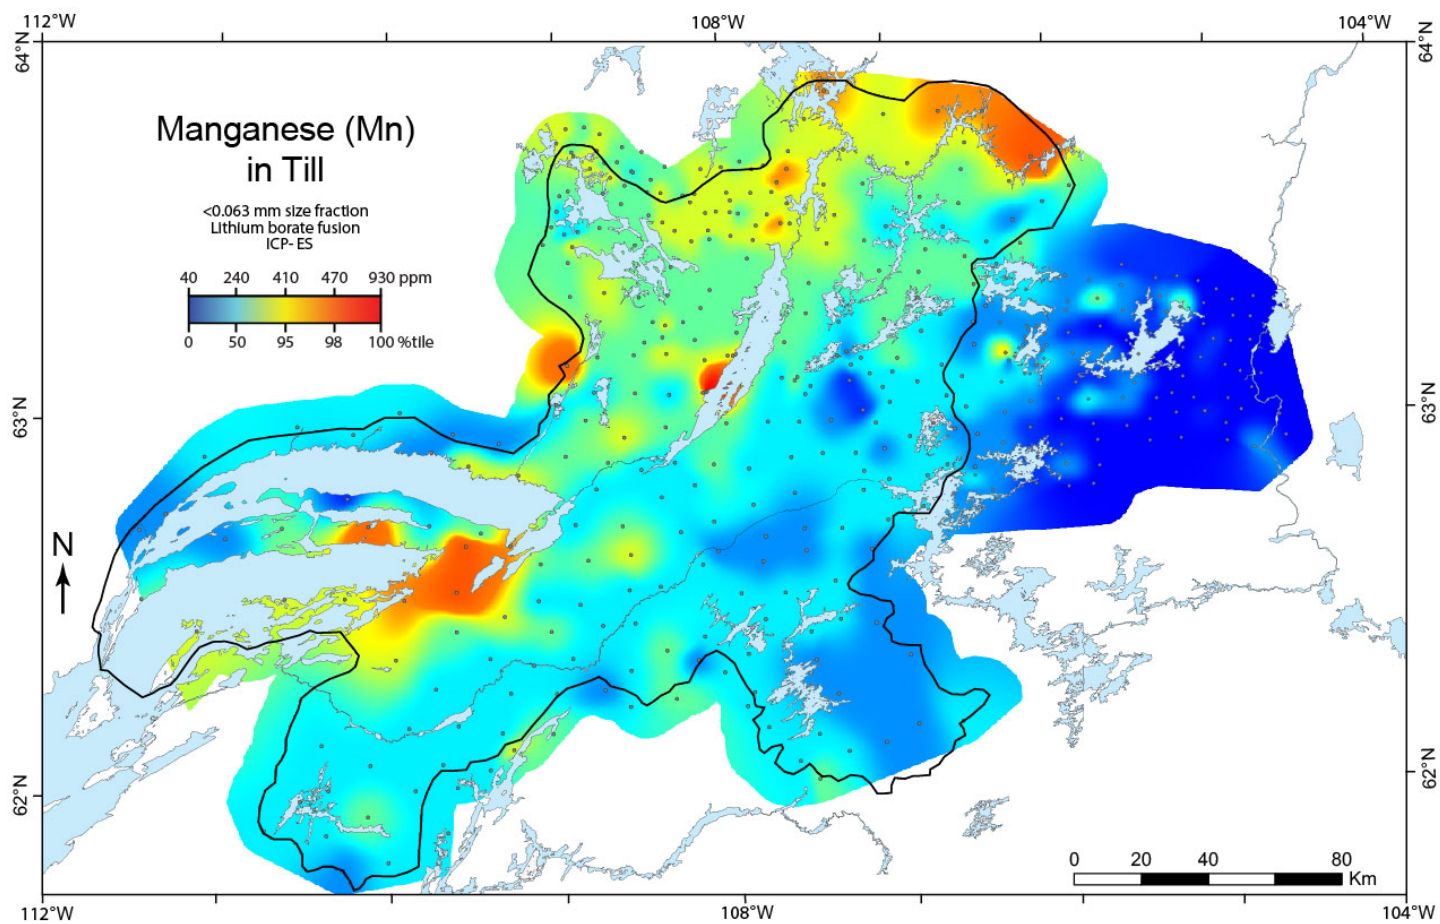 112°W 108°W 104°W
64°N 64°N
Manganese (Mn)
in Till
<0.063 mm size fraction
Lithium borate fusion
ICP-ES
40 240 410 470 930 ppm
0 50 95 98 100 %tile
63°N 63°N
N
62°N 62°N
0 20 40 80
Km
112°W 108°W 104°W